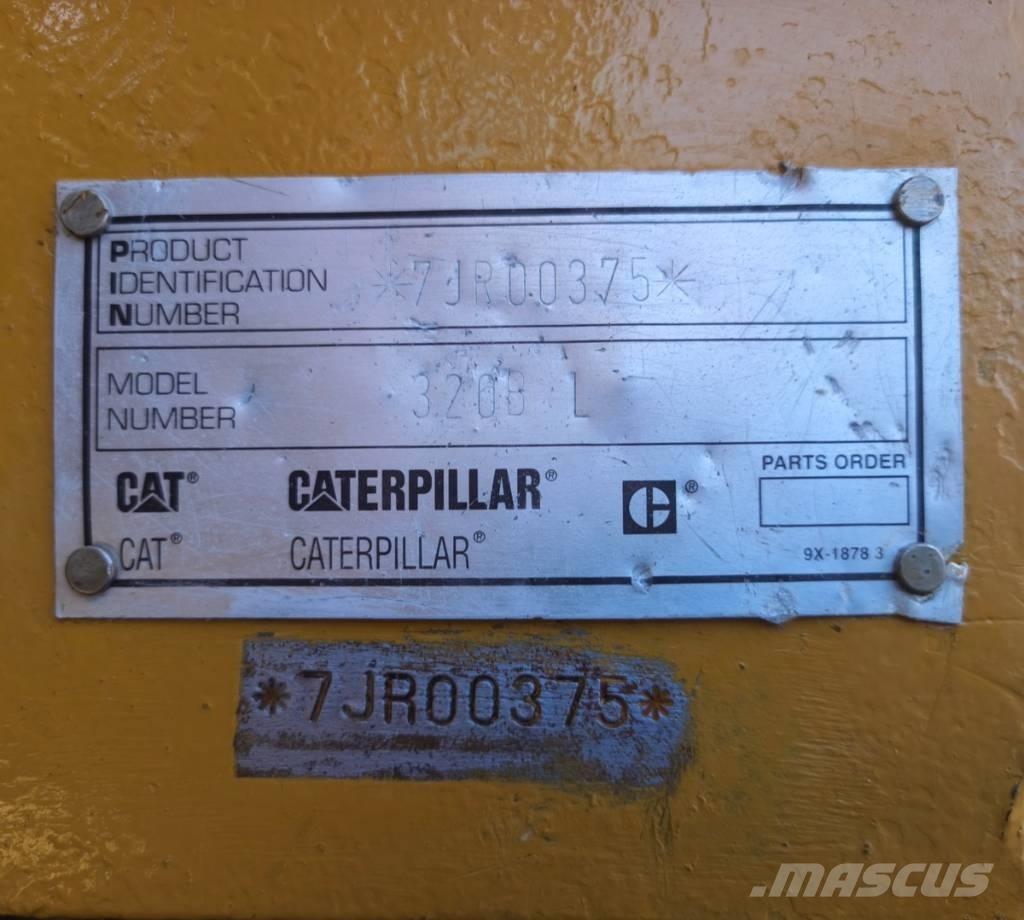 PRODUCT
IDENTIFICATION
NUMBER
*7JR00375*
MODEL
NUMBER
320B L
PARTS ORDER
CAT® CATERPILLAR® C®
CAT® CATERPILLAR®
9X-1878 3
*7JR00375*
MASCUS